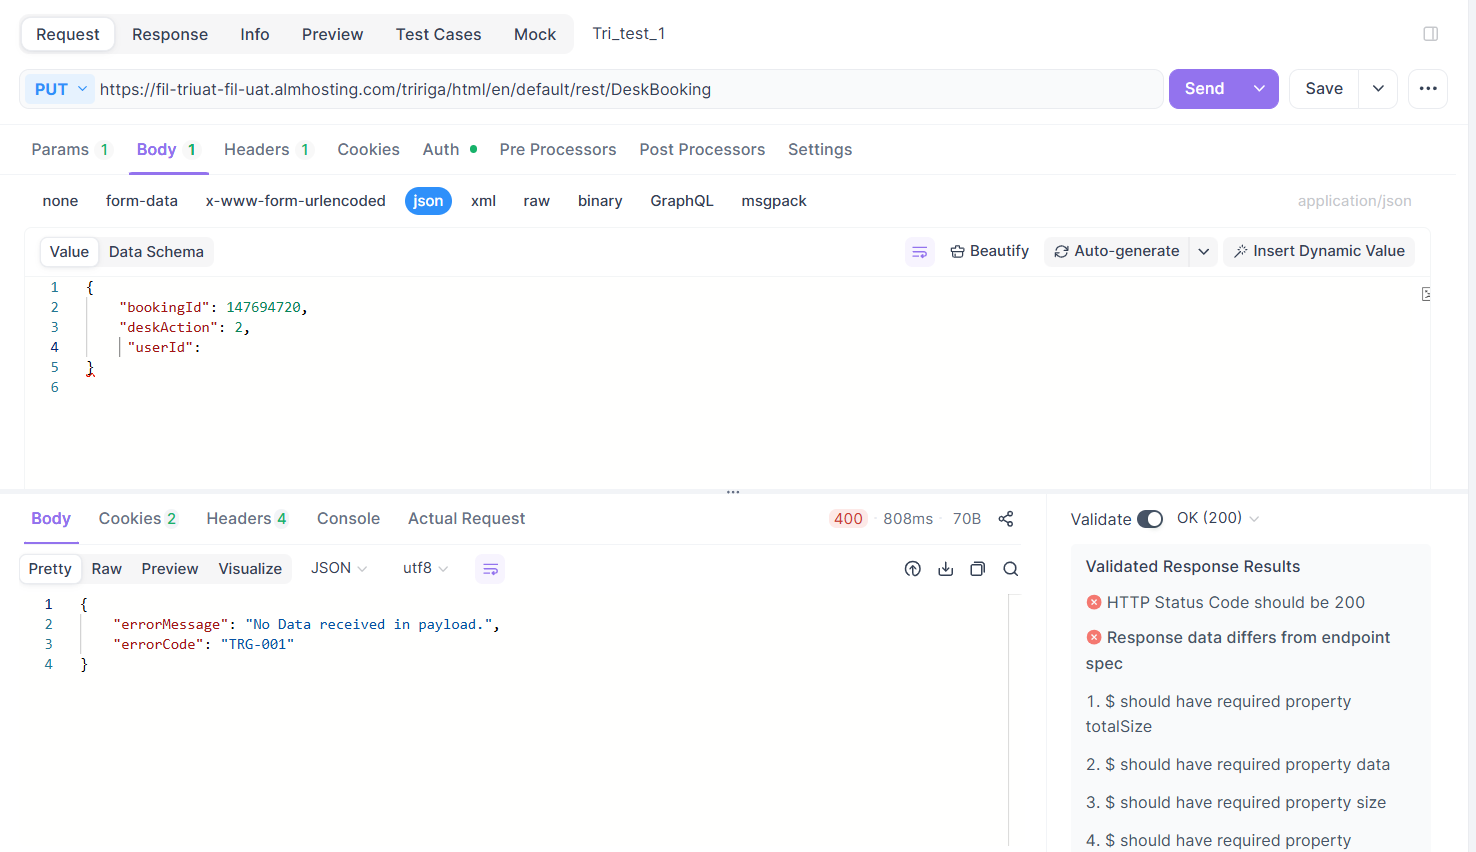 Request Response Info Preview Test Cases Mock Tri_test_1
PUT https://fil-triuat-fil-uat.almhosting.com/tririga/html/en/default/rest/DeskBooking Send Save
Params 1 Body 1 Headers 1 Cookies Auth Pre Processors Post Processors Settings
none form-data x-www-form-urlencoded json xml raw binary GraphQL msgpack application/json
Value Data Schema Beautify Auto-generate Insert Dynamic Value
1 {
2 "bookingId": 147694720,
3 "deskAction": 2,
4 "userId":
5 }
6
Body Cookies 2 Headers 4 Console Actual Request 400 · 808ms · 70B
Pretty Raw Preview Visualize JSON utf8
1 {
2 "errorMessage": "No Data received in payload.",
3 "errorCode": "TRG-001"
4 }
Validate OK (200)
Validated Response Results
HTTP Status Code should be 200
Response data differs from endpoint
spec
1. $ should have required property
totalSize
2. $ should have required property data
3. $ should have required property size
4. $ should have required property